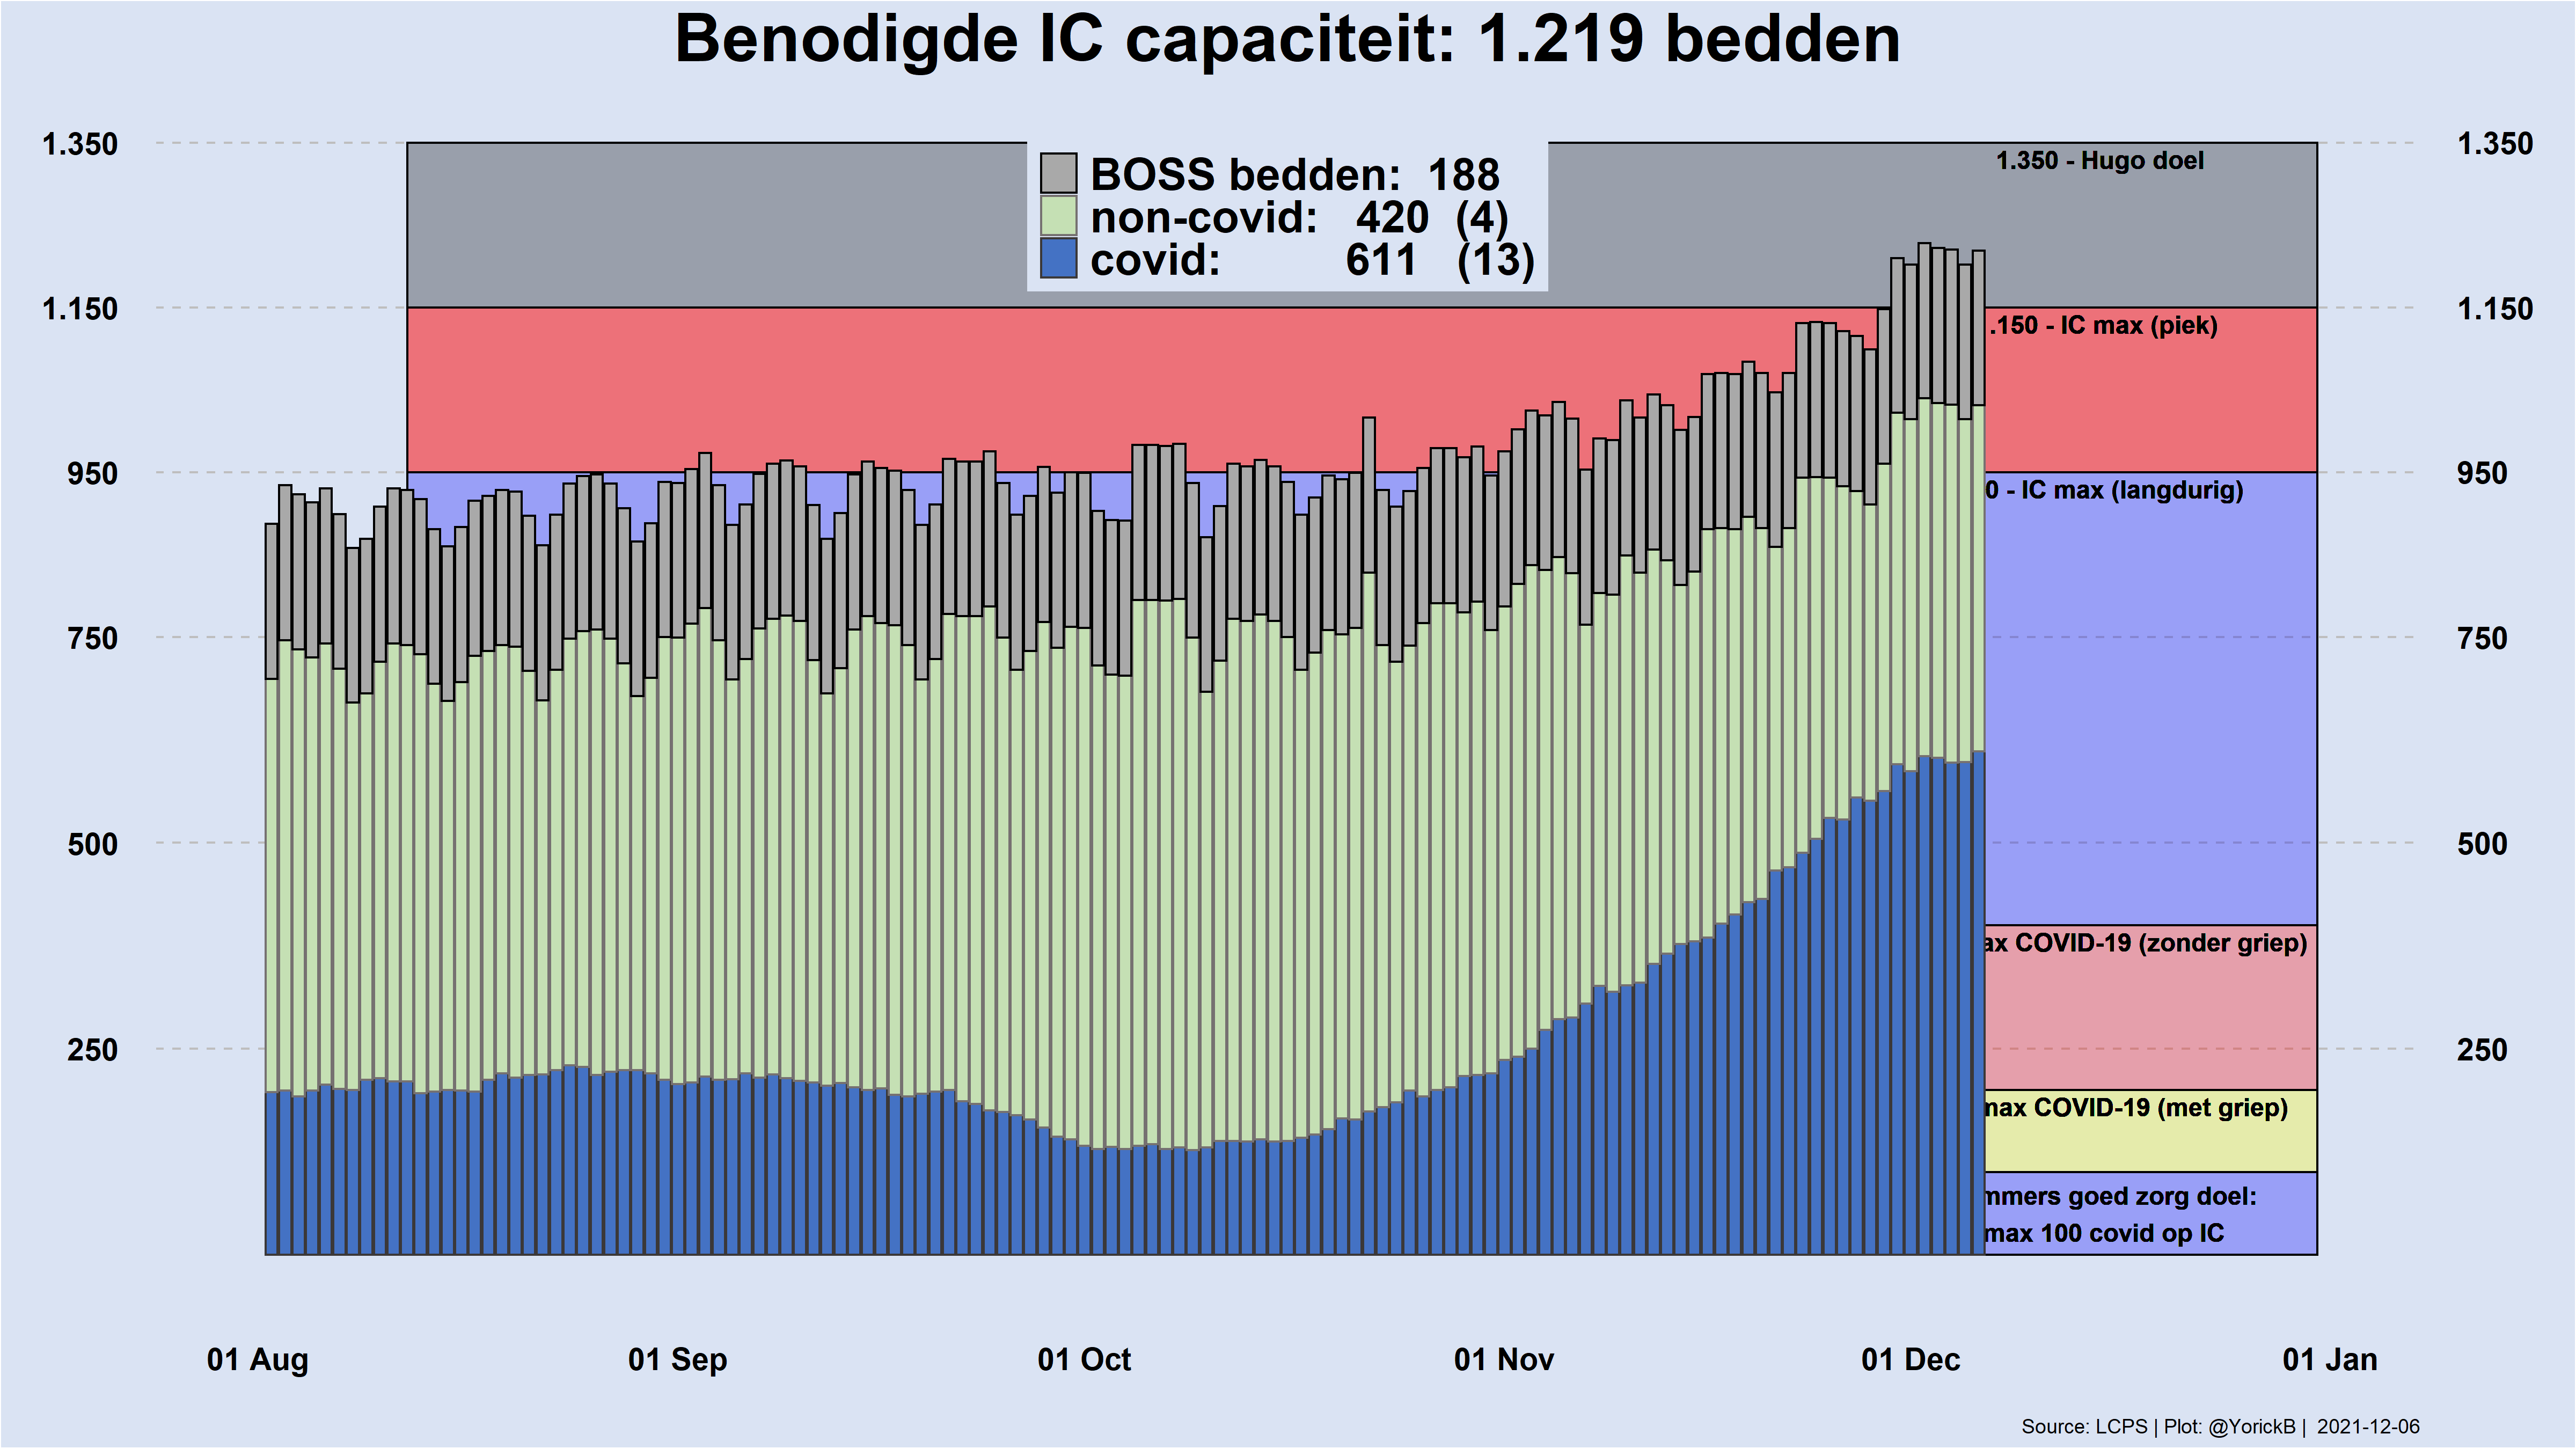 Benodigde IC capaciteit: 1.219 bedden
1.350
1.350
1.350 - Hugo doel
BOSS bedden: 188
non-covid: 420 (4)
covid: 611 (13)
1.150
1.150
.150 - IC max (piek)
950
950
0 - IC max (langdurig)
750
750
500
500
COVID-19 (zonder griep)
250
250
max COVID-19 (met griep)
goed zorg doel:
max 100 covid op IC
01 Aug
01 Sep
01 Oct
01 Nov
01 Dec
01 Jan
Source: LCPS | Plot: @YorickB | 2021-12-06